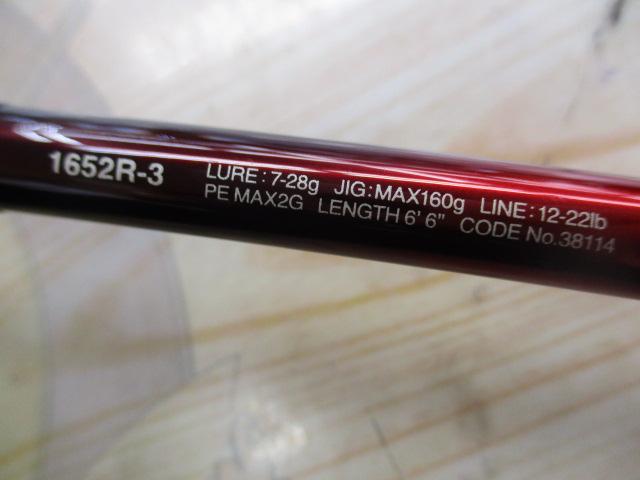 1652R-3
LURE:7-28g JIG:MAX160g LINE:12-22lb
PE MAX2G LENGTH 6'6" CODE No.38114